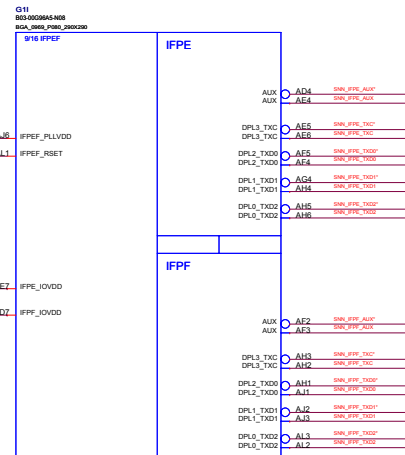 G1I
B03-00G96A5-N08
BGA_0969_P080_290X290
9/16 IFPEF
IFPE
AUX AD4 SNN_IFPE_AUX*
AUX AE4 SNN_IFPE_AUX
DPL3_TXC AE5 SNN_IFPE_TXC*
J6 IFPEF_PLLVDD DPL3_TXC AE6 SNN_IFPE_TXC
L1 IFPEF_RSET DPL2_TXD0 AF5 SNN_IFPE_TXD0*
DPL2_TXD0 AF4 SNN_IFPE_TXD0
DPL1_TXD1 AG4 SNN_IFPE_TXD1*
DPL1_TXD1 AH4 SNN_IFPE_TXD1
DPL0_TXD2 AH5 SNN_IFPE_TXD2*
DPL0_TXD2 AH6 SNN_IFPE_TXD2
IFPF
E7 IFPE_IOVDD
D7 IFPF_IOVDD
AUX AF2 SNN_IFPF_AUX*
AUX AF3 SNN_IFPF_AUX
DPL3_TXC AH3 SNN_IFPF_TXC*
DPL3_TXC AH2 SNN_IFPF_TXC
DPL2_TXD0 AH1 SNN_IFPF_TXD0*
DPL2_TXD0 AJ1 SNN_IFPF_TXD0
DPL1_TXD1 AJ2 SNN_IFPF_TXD1*
DPL1_TXD1 AJ3 SNN_IFPF_TXD1
DPL0_TXD2 AL3 SNN_IFPF_TXD2*
DPL0_TXD2 AL2 SNN_IFPF_TXD2